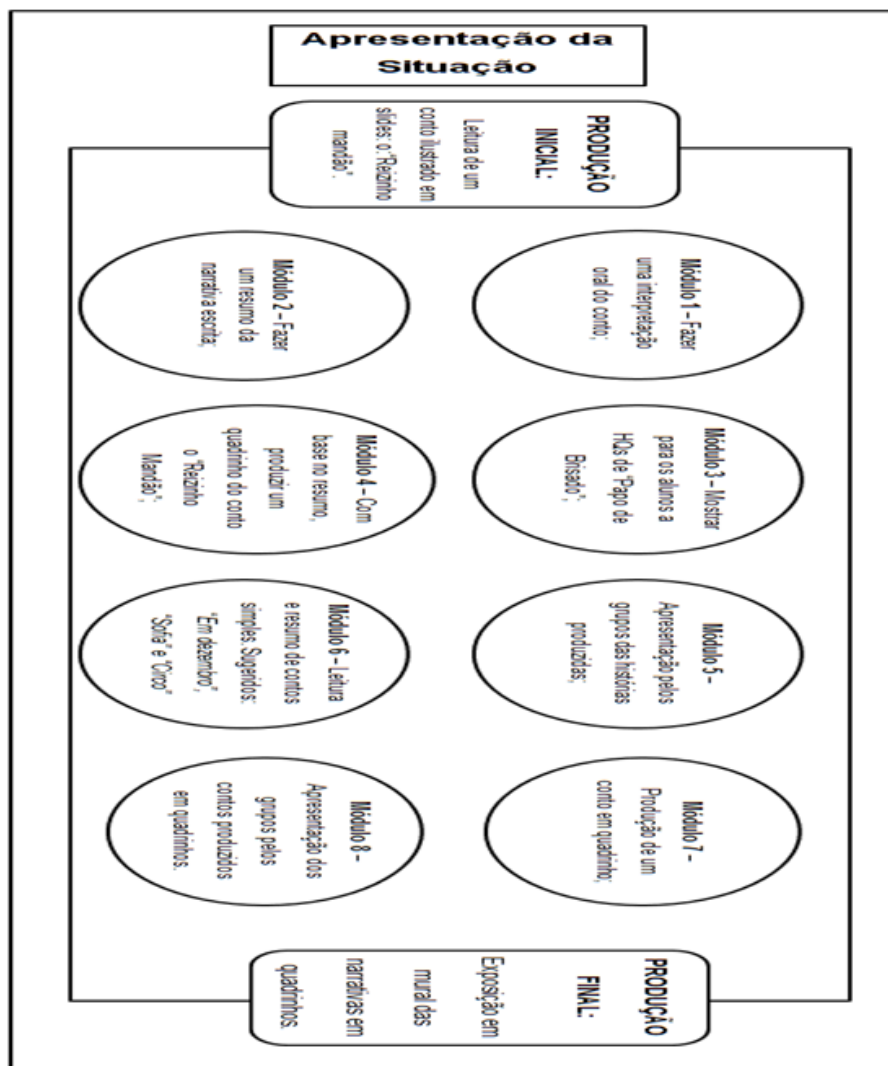 Apresentação da
Situação
PRODUÇÃO
INICIAL:
Leitura de um
conto ilustrado em
slides: o "Reizinho
mandão".
Módulo 1 – Fazer
uma interpretação
oral do conto;
Módulo 2 – Fazer
um resumo da
narrativa escrita;
Módulo 3 – Mostrar
para os alunos a
HQs de "Papo de
Brisado";
Módulo 4 – Com
base no resumo,
produzir um
quadrinho do conto
o "Reizinho
Mandão";
Módulo 5 –
Apresentação pelos
grupos das histórias
produzidas;
Módulo 6 – Leitura
e resumo de contos
simples. Sugeridos:
"Em dezembro",
"Sofia" e "Circo"
Módulo 7 –
Produção de um
conto em quadrinho;
Módulo 8 –
Apresentação dos
grupos pelos
contos produzidos
em quadrinhos.
PRODUÇÃO
FINAL:
Exposição em
mural das
narrativas em
quadrinhos.